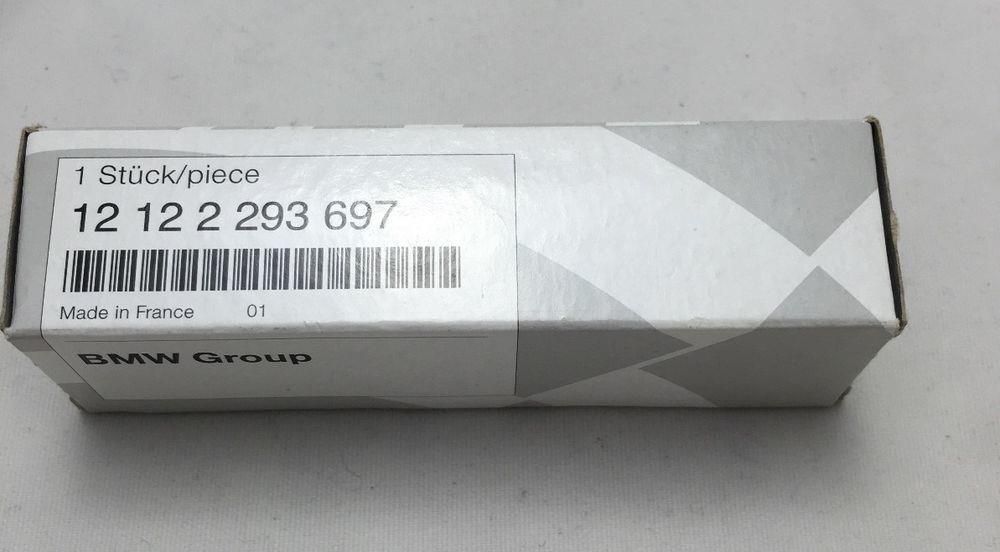 1 Stück/piece
12 12 2 293 697
Made in France 01
BMW Group